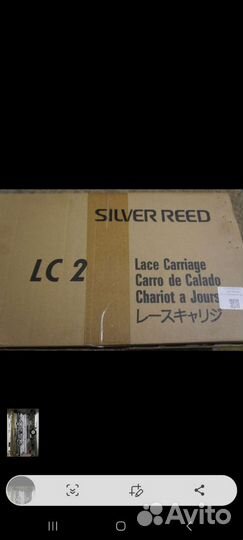 SILVER REED
LC 2
Lace Carriage
Carro de Calado
Chariot a Jours
レースキャリジ
Avito